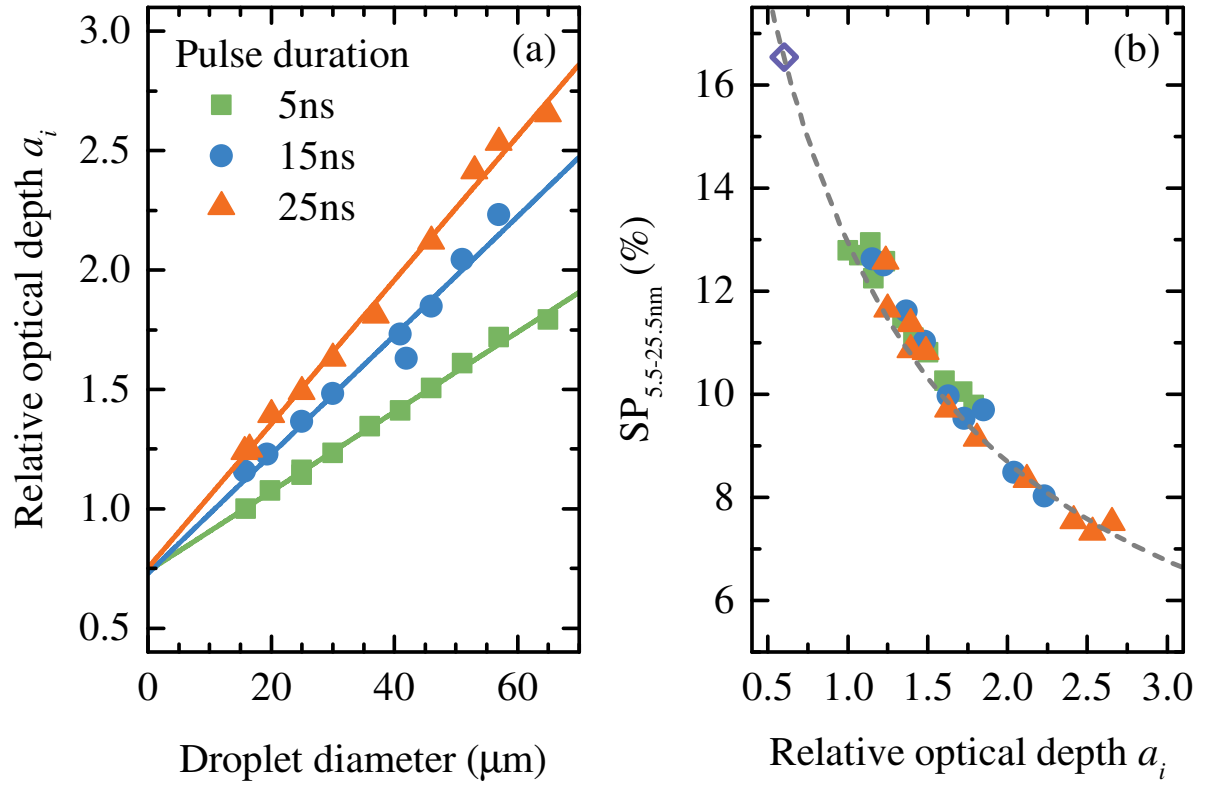 (a)
Pulse duration
5ns
15ns
25ns
3.0
2.5
2.0
1.5
1.0
0.5
Relative optical depth a_i
0 20 40 60
Droplet diameter (μm)
(b)
16
14
12
10
8
6
SP_5.5-25.5nm (%)
0.5 1.0 1.5 2.0 2.5 3.0
Relative optical depth a_i